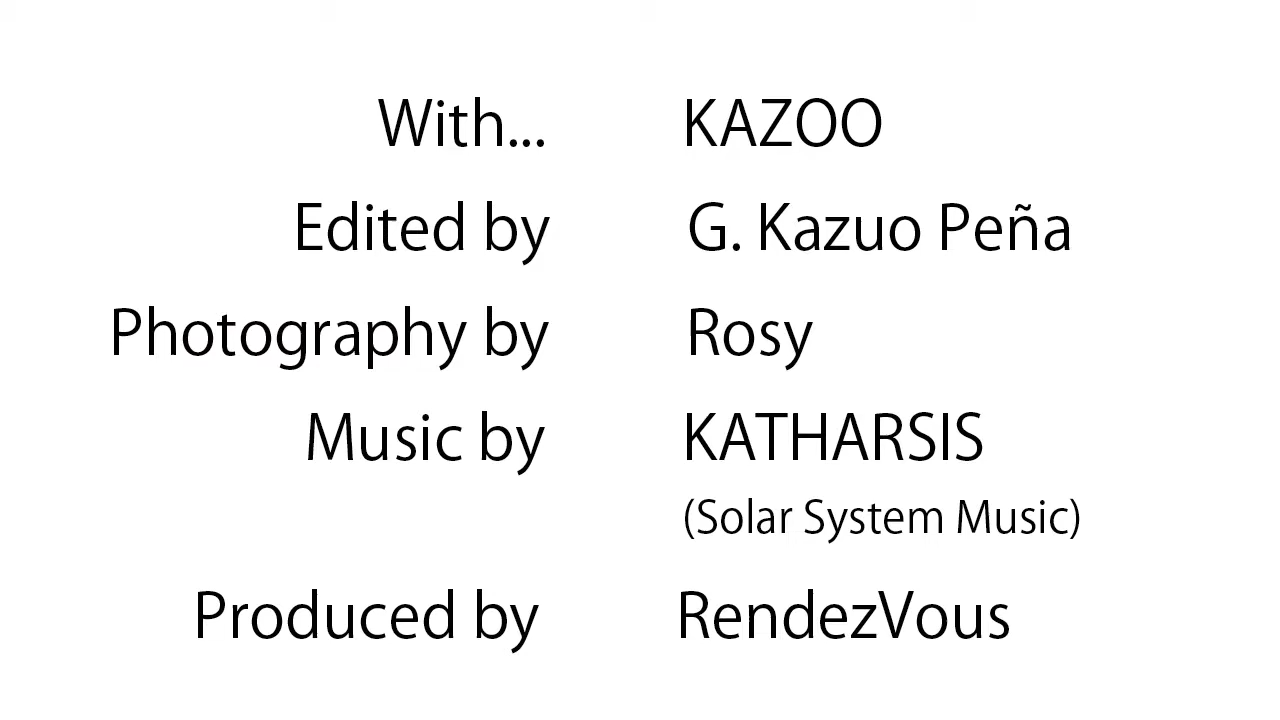 With... KAZOO
Edited by G. Kazuo Peña
Photography by Rosy
Music by KATHARSIS
(Solar System Music)
Produced by RendezVous